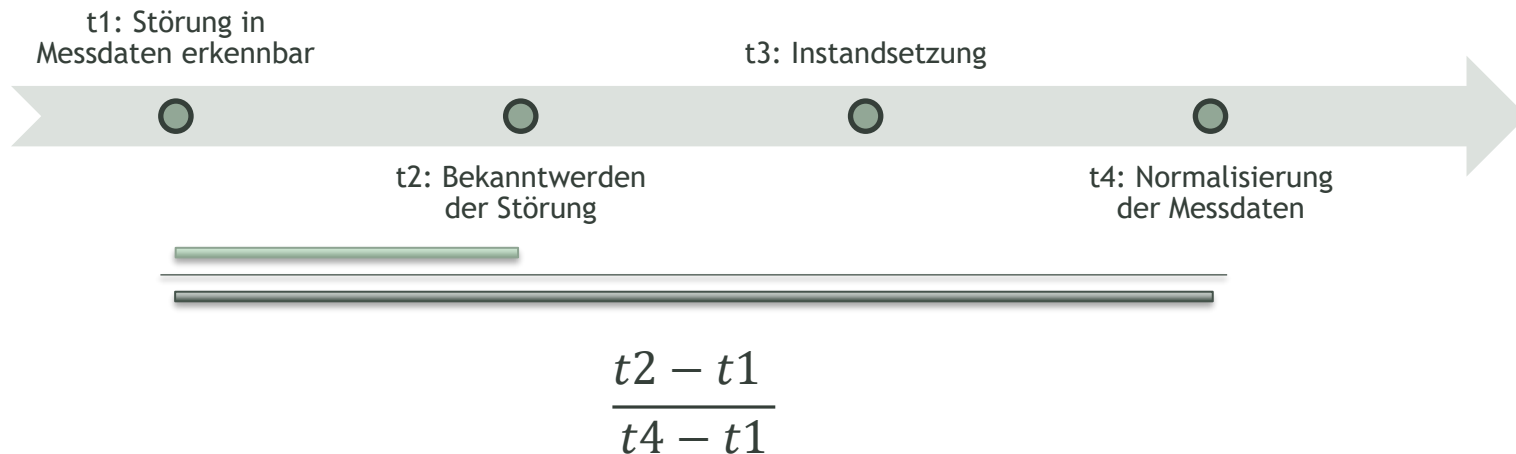 t1: Störung in
Messdaten erkennbar
t3: Instandsetzung
t2: Bekanntwerden
der Störung
t4: Normalisierung
der Messdaten
t2 − t1
t4 − t1